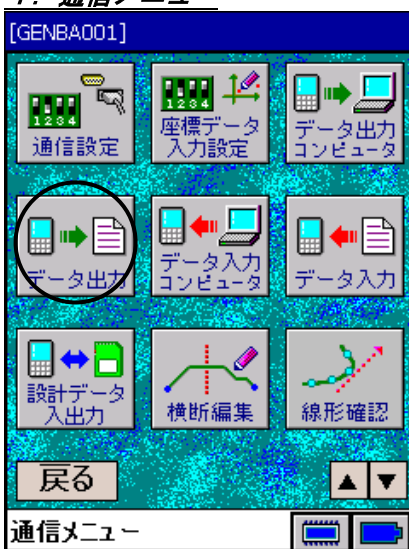 1. 通信メニュー
[GENBA001]
1234
通信設定
1234
座標データ
入力設定
データ出力
コンピュータ
データ出力
データ入力
コンピュータ
データ入力
設計データ
入出力
横断編集
線形確認
戻る
▲ ▼
通信メニュー